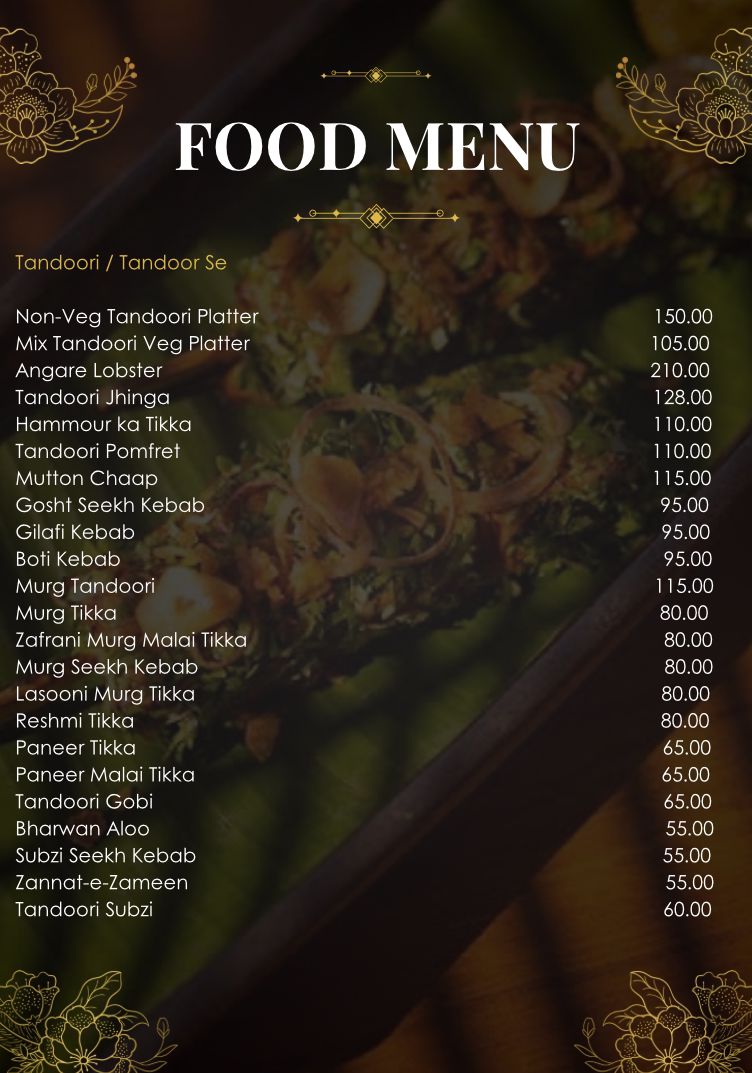 FOOD MENU
Tandoori / Tandoor Se
Non-Veg Tandoori Platter 150.00
Mix Tandoori Veg Platter 105.00
Angare Lobster 210.00
Tandoori Jhinga 128.00
Hammour ka Tikka 110.00
Tandoori Pomfret 110.00
Mutton Chaap 115.00
Gosht Seekh Kebab 95.00
Gilafi Kebab 95.00
Boti Kebab 95.00
Murg Tandoori 115.00
Murg Tikka 80.00
Zafrani Murg Malai Tikka 80.00
Murg Seekh Kebab 80.00
Lasooni Murg Tikka 80.00
Reshmi Tikka 80.00
Paneer Tikka 65.00
Paneer Malai Tikka 65.00
Tandoori Gobi 65.00
Bharwan Aloo 55.00
Subzi Seekh Kebab 55.00
Zannat-e-Zameen 55.00
Tandoori Subzi 60.00